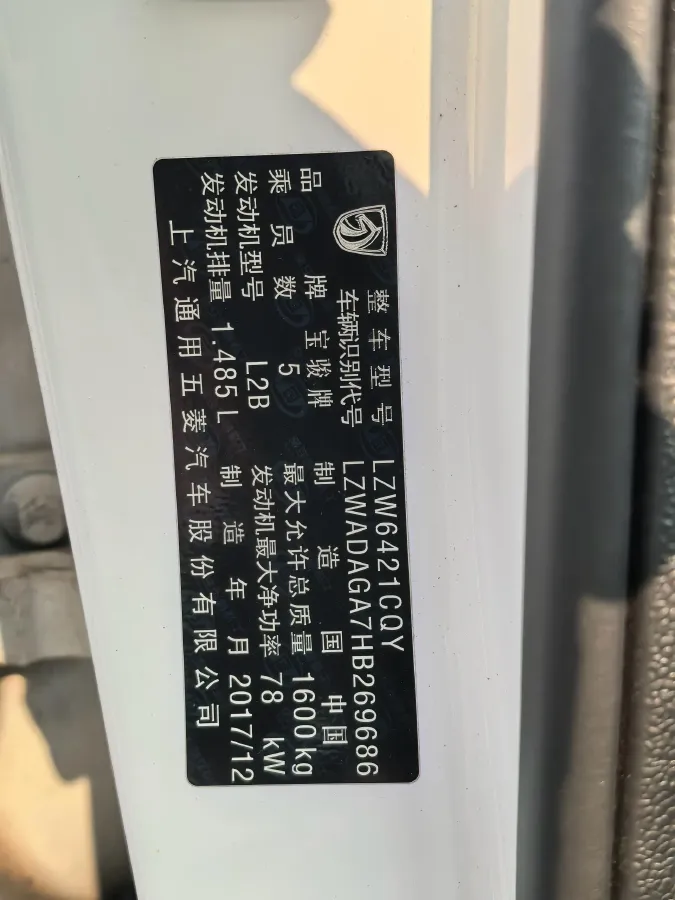 整车型号 LZW6421CQY
车辆识别代号 LZWADAGA7HB269686
品牌 宝骏牌 制造国 中国
乘员数 5 最大允许总质量 1600kg
发动机型号 L2B 发动机最大净功率 78 kW
发动机排量 1.485L 制造年月 2017/12
上汽通用五菱汽车股份有限公司